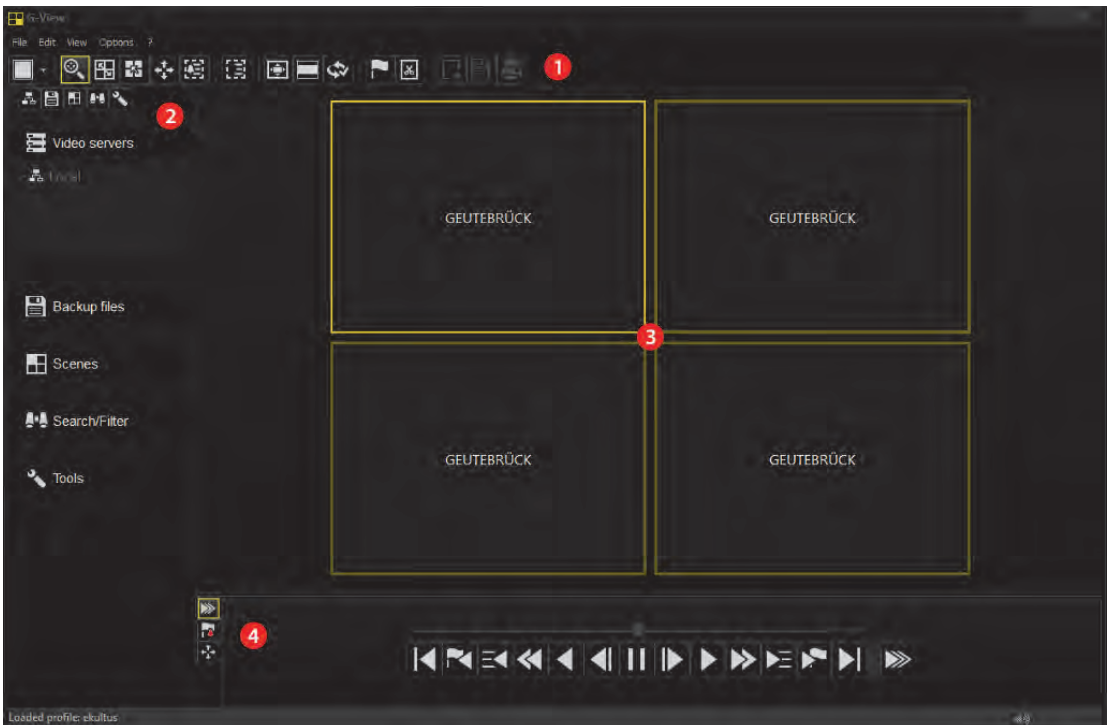 G-View
File Edit View Options ?
1
2
Video servers
Local
Backup files
Scenes
Search/Filter
Tools
GEUTEBRÜCK GEUTEBRÜCK
3
GEUTEBRÜCK GEUTEBRÜCK
4
Loaded profile: ekultus